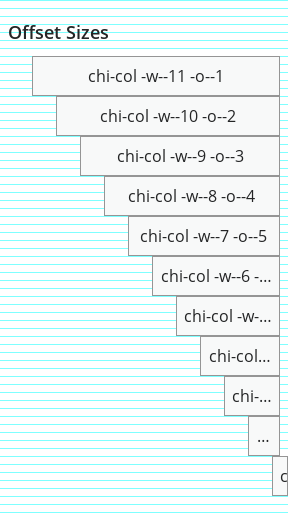 Offset Sizes
chi-col -w--11 -o--1
chi-col -w--10 -o--2
chi-col -w--9 -o--3
chi-col -w--8 -o--4
chi-col -w--7 -o--5
chi-col -w--6 -...
chi-col -w-...
chi-col...
chi-...
...
c